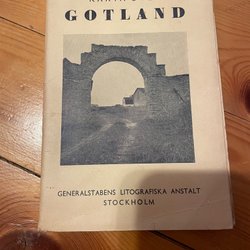 GOTLAND
GENERALSTABENS LITOGRAFISKA ANSTALT
STOCKHOLM